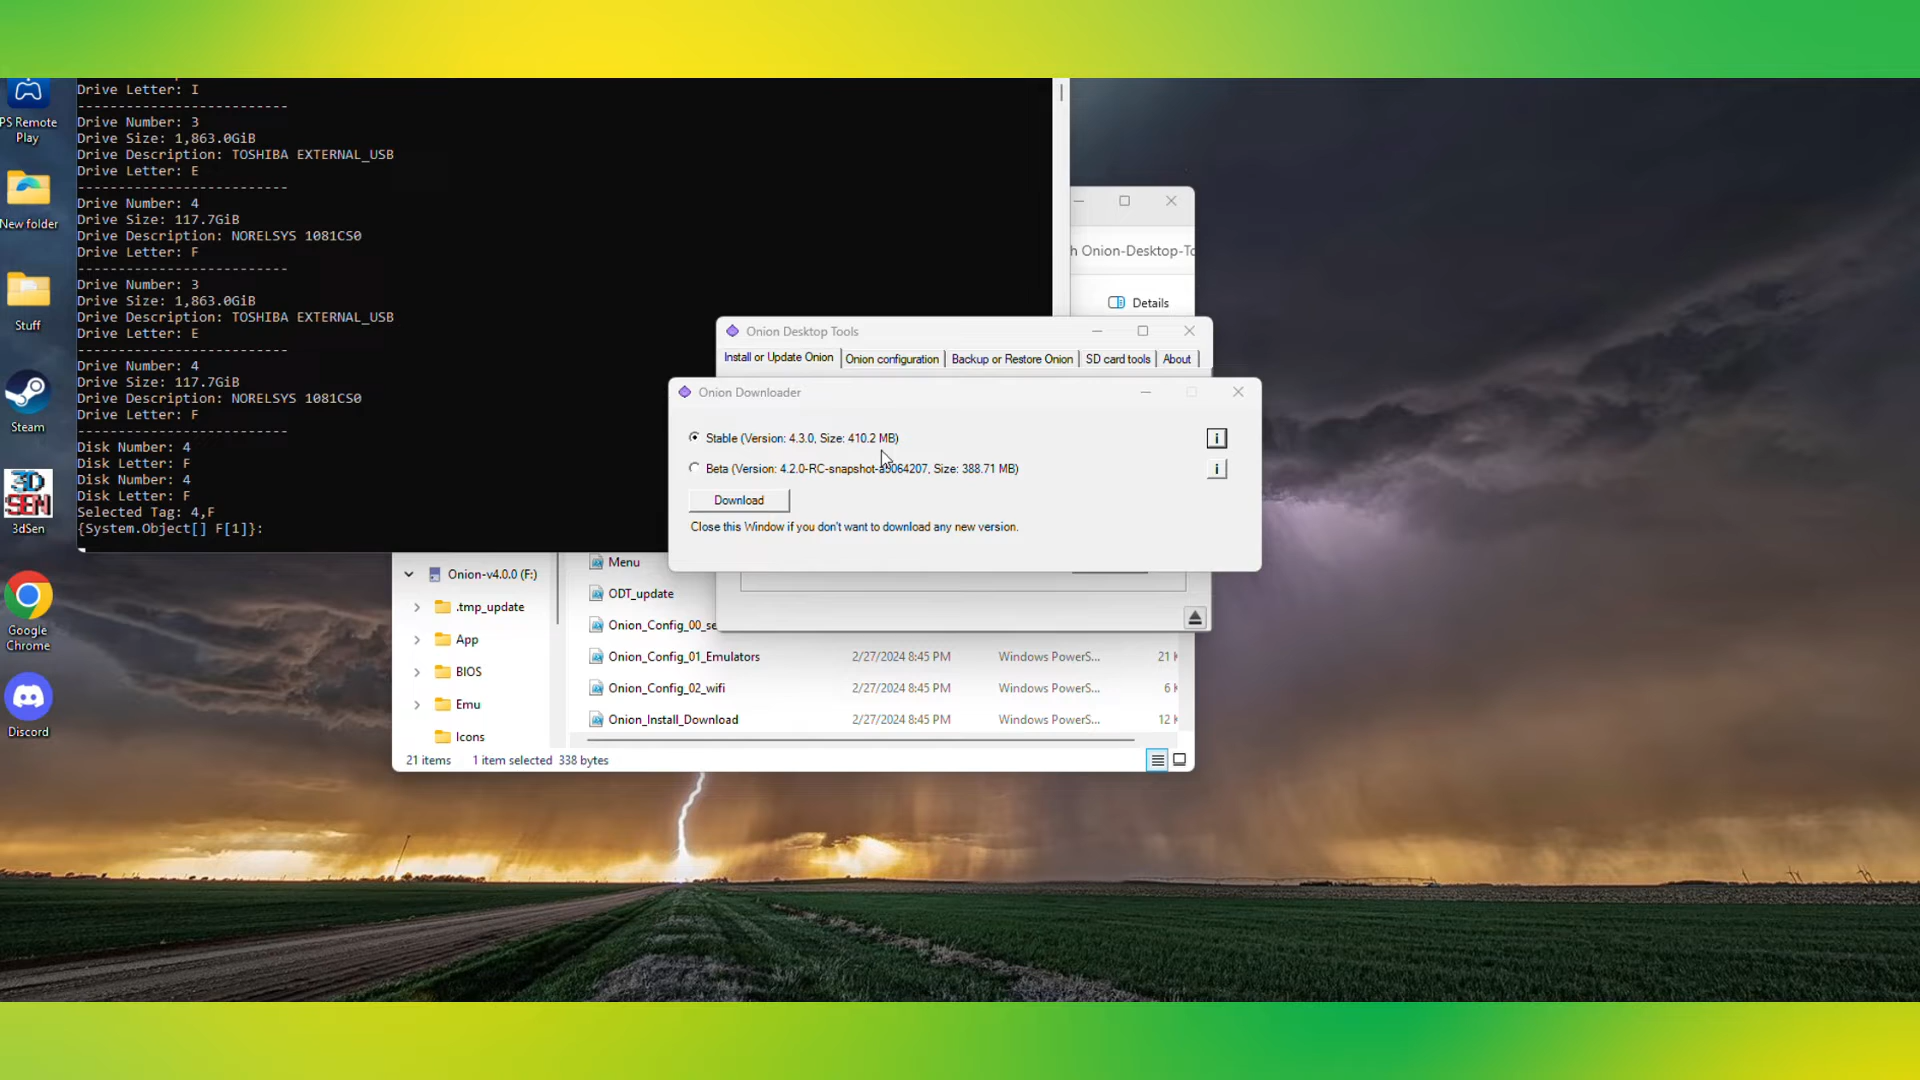 PS Remote
Play
New folder
Stuff
Steam
3D
SEN
3dSen
Google
Chrome
Discord
Drive Letter: I
--------------------------
Drive Number: 3
Drive Size: 1,863.0GiB
Drive Description: TOSHIBA EXTERNAL_USB
Drive Letter: E
--------------------------
Drive Number: 4
Drive Size: 117.7GiB
Drive Description: NORELSYS 1081CS0
Drive Letter: F
--------------------------
Drive Number: 3
Drive Size: 1,863.0GiB
Drive Description: TOSHIBA EXTERNAL_USB
Drive Letter: E
--------------------------
Drive Number: 4
Drive Size: 117.7GiB
Drive Description: NORELSYS 1081CS0
Drive Letter: F
--------------------------
Disk Number: 4
Disk Letter: F
Disk Number: 4
Disk Letter: F
Selected Tag: 4,F
{System.Object[] F[1]}:
h Onion-Desktop-To
Details
Onion Desktop Tools
Install or Update Onion Onion configuration Backup or Restore Onion SD card tools About
Onion Downloader
Stable (Version: 4.3.0, Size: 410.2 MB) i
Beta (Version: 4.2.0-RC-snapshot-a5064207, Size: 388.71 MB) i
Download
Close this Window if you don't want to download any new version.
Onion-v4.0.0 (F:)
.tmp_update
App
BIOS
Emu
Icons
Menu
ODT_update
Onion_Config_00_se
Onion_Config_01_Emulators 2/27/2024 8:45 PM Windows PowerS... 21 K
Onion_Config_02_wifi 2/27/2024 8:45 PM Windows PowerS... 6 K
Onion_Install_Download 2/27/2024 8:45 PM Windows PowerS... 12 K
21 items 1 item selected 338 bytes